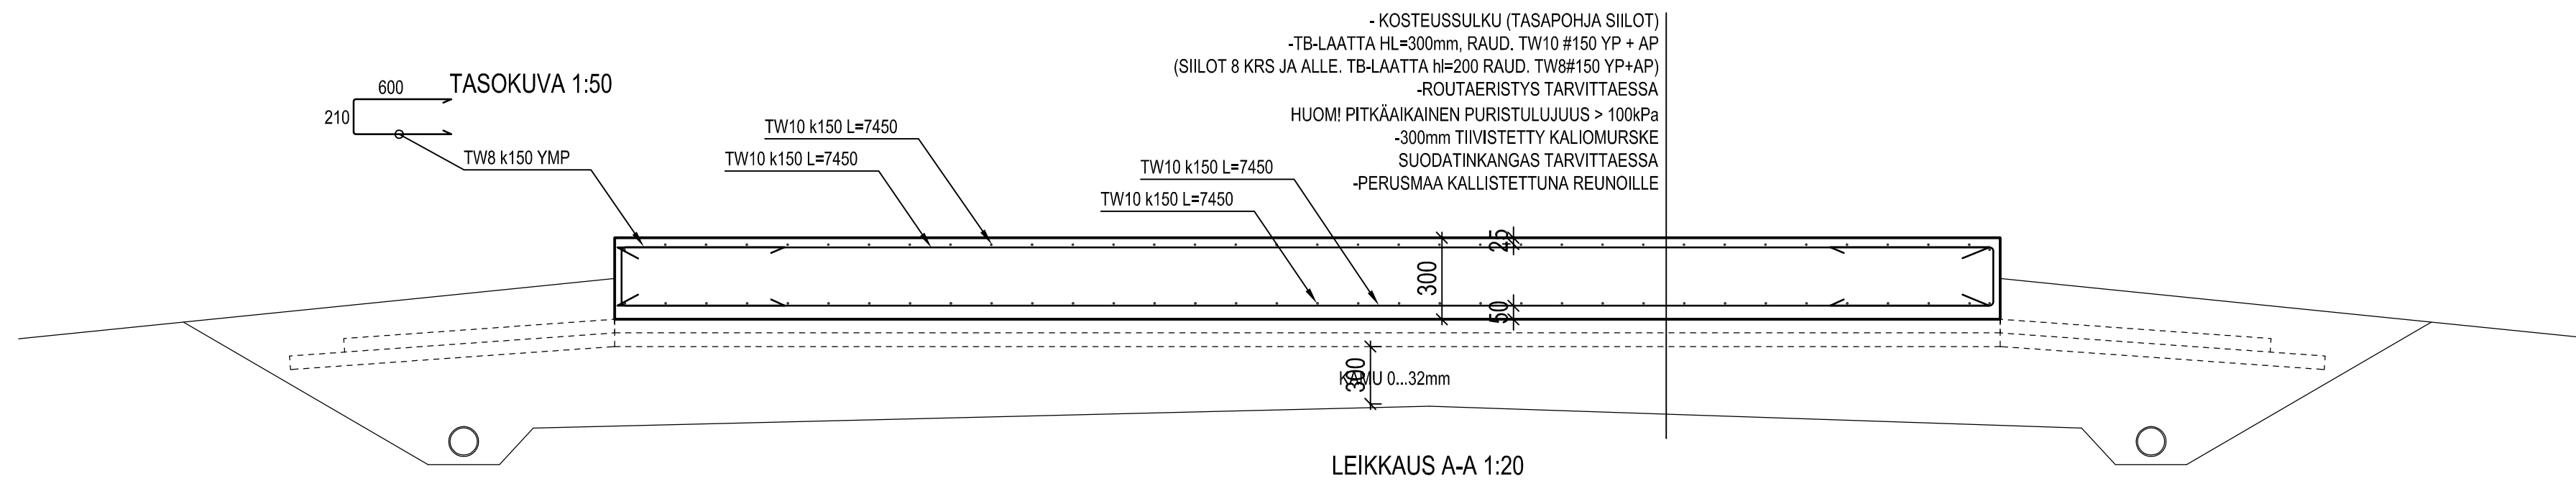 - KOSTEUSSULKU (TASAPOHJA SIILOT)
-TB-LAATTA HL=300mm, RAUD. TW10 #150 YP + AP
(SIILOT 8 KRS JA ALLE. TB-LAATTA hl=200 RAUD. TW8#150 YP+AP)
-ROUTAERISTYS TARVITTAESSA
HUOM! PITKÄAIKAINEN PURISTULUJUUS > 100kPa
-300mm TIIVISTETTY KALIOMURSKE
SUODATINKANGAS TARVITTAESSA
-PERUSMAA KALLISTETTUNA REUNOILLE
TASOKUVA 1:50
600
210
TW8 k150 YMP
TW10 k150 L=7450
TW10 k150 L=7450
TW10 k150 L=7450
TW10 k150 L=7450
25
300
50
300
KAMU 0...32mm
LEIKKAUS A-A 1:20